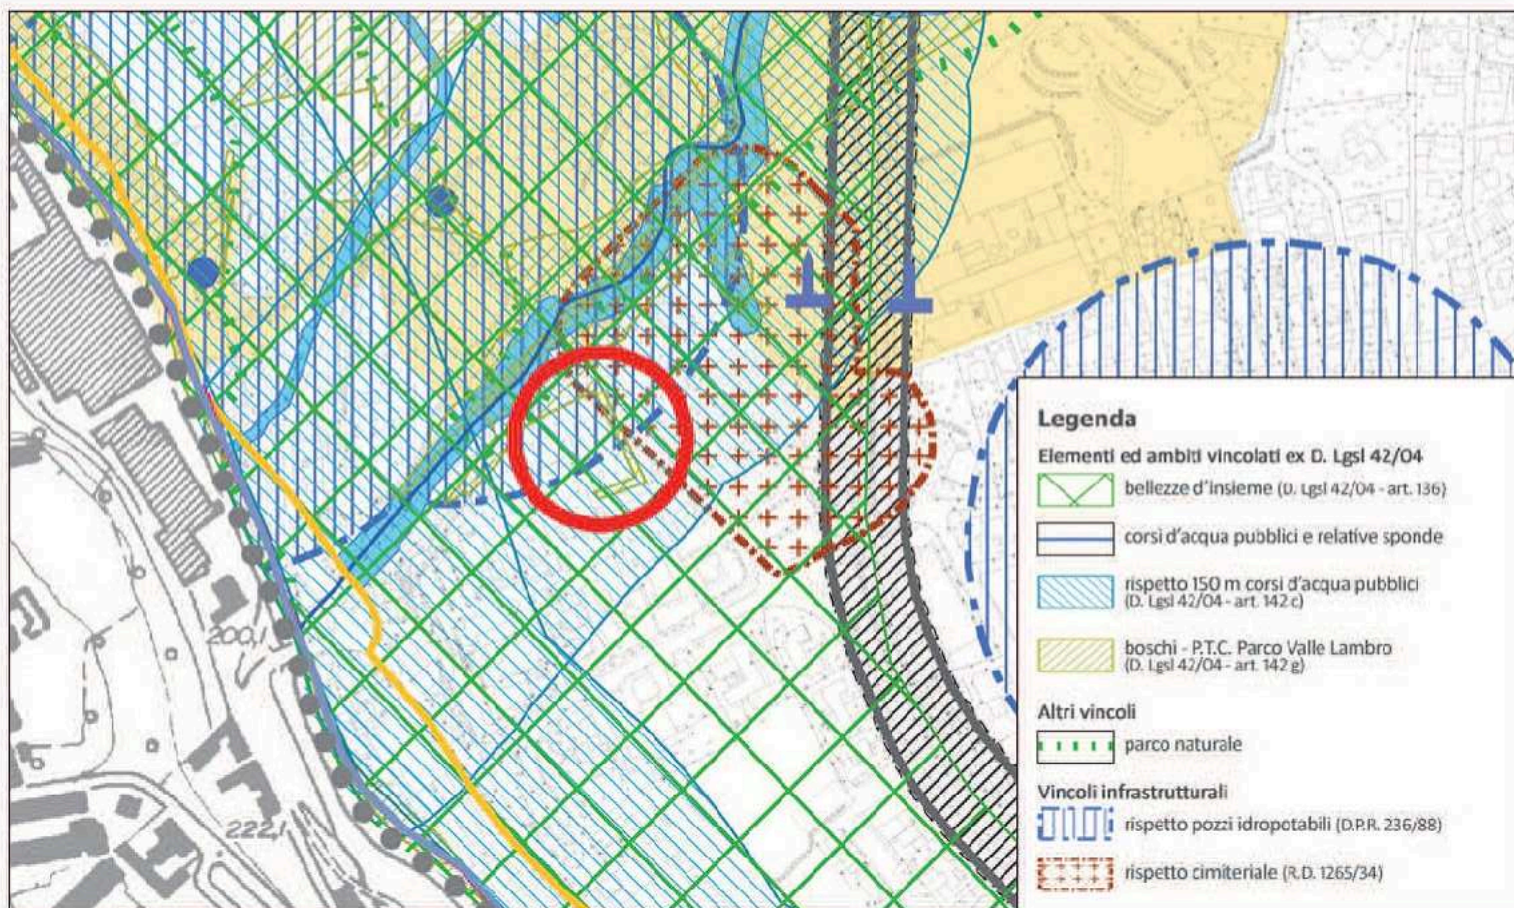 200,1
222,1
Legenda
Elementi ed ambiti vincolati ex D. Lgsl 42/04
bellezze d'insieme (D. Lgsl 42/04 - art. 136)
corsi d'acqua pubblici e relative sponde
rispetto 150 m corsi d'acqua pubblici
(D. Lgsl 42/04 - art. 142 c)
boschi - P.T.C. Parco Valle Lambro
(D. Lgsl 42/04 - art. 142 g)
Altri vincoli
parco naturale
Vincoli infrastrutturali
rispetto pozzi idropotabili (D.P.R. 236/88)
rispetto cimiteriale (R.D. 1265/34)